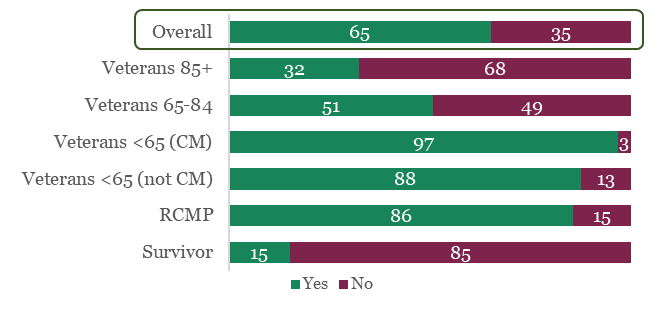 Overall 65 35
Veterans 85+ 32 68
Veterans 65-84 51 49
Veterans <65 (CM) 97 3
Veterans <65 (not CM) 88 13
RCMP 86 15
Survivor 15 85
Yes No